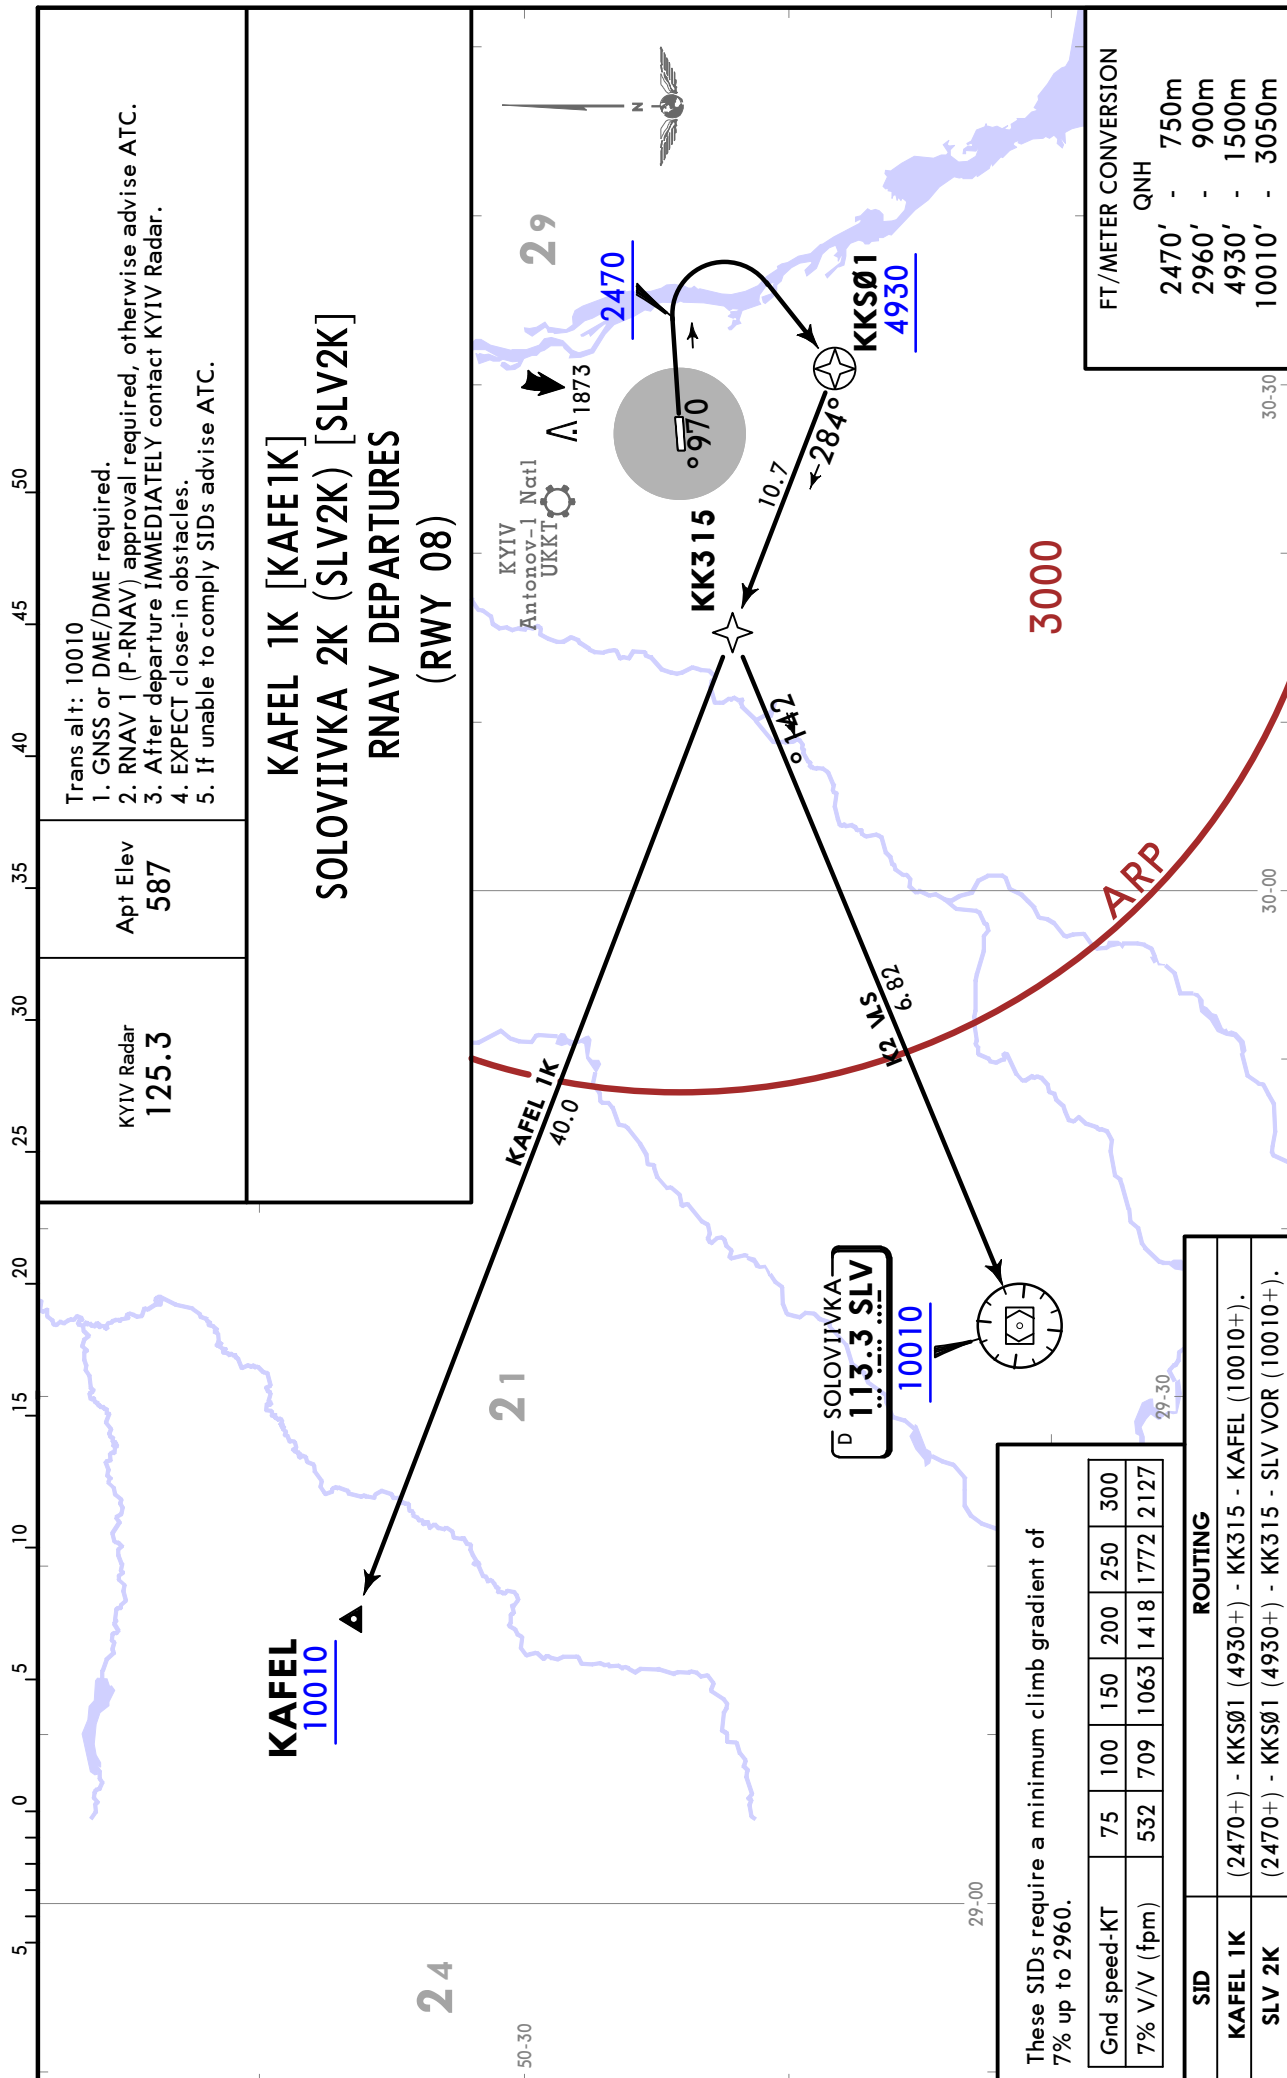 5 0 5 10 15 20 25 30 35 40 45 50
KYIV Radar
125.3
Apt Elev
587
Trans alt: 10010
1. GNSS or DME/DME required.
2. RNAV 1 (P-RNAV) approval required, otherwise advise ATC.
3. After departure IMMEDIATELY contact KYIV Radar.
4. EXPECT close-in obstacles.
5. If unable to comply SIDs advise ATC.
KAFEL 1K [KAFE1K]
SOLOVIIVKA 2K (SLV2K) [SLV2K]
RNAV DEPARTURES
(RWY 08)
KAFEL
10010
24
21
29
N
50-30
KYIV
Antonov-1 Natl
UKKT
1873
2470
970
KAFEL 1K
40.0
KK315
10.7
284°
KKSØ1
4930
°142
K2 VLS
6.82
D SOLOVIIVKA
113.3 SLV
10010
ARP
3000
29-00
29-30
30-00
30-30
These SIDs require a minimum climb gradient of
7% up to 2960.
Gnd speed-KT 75 100 150 200 250 300
7% V/V (fpm) 532 709 1063 1418 1772 2127
SID ROUTING
KAFEL 1K (2470+) - KKSØ1 (4930+) - KK315 - KAFEL (10010+).
SLV 2K (2470+) - KKSØ1 (4930+) - KK315 - SLV VOR (10010+).
FT/METER CONVERSION
QNH
2470' - 750m
2960' - 900m
4930' - 1500m
10010' - 3050m